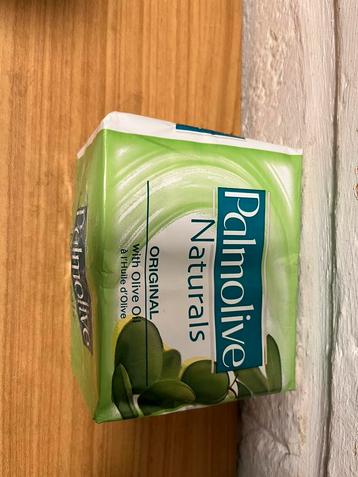 Palmolive
Naturals
ORIGINAL
with Olive Oil
à l'Huile d'Olive
Palmolive